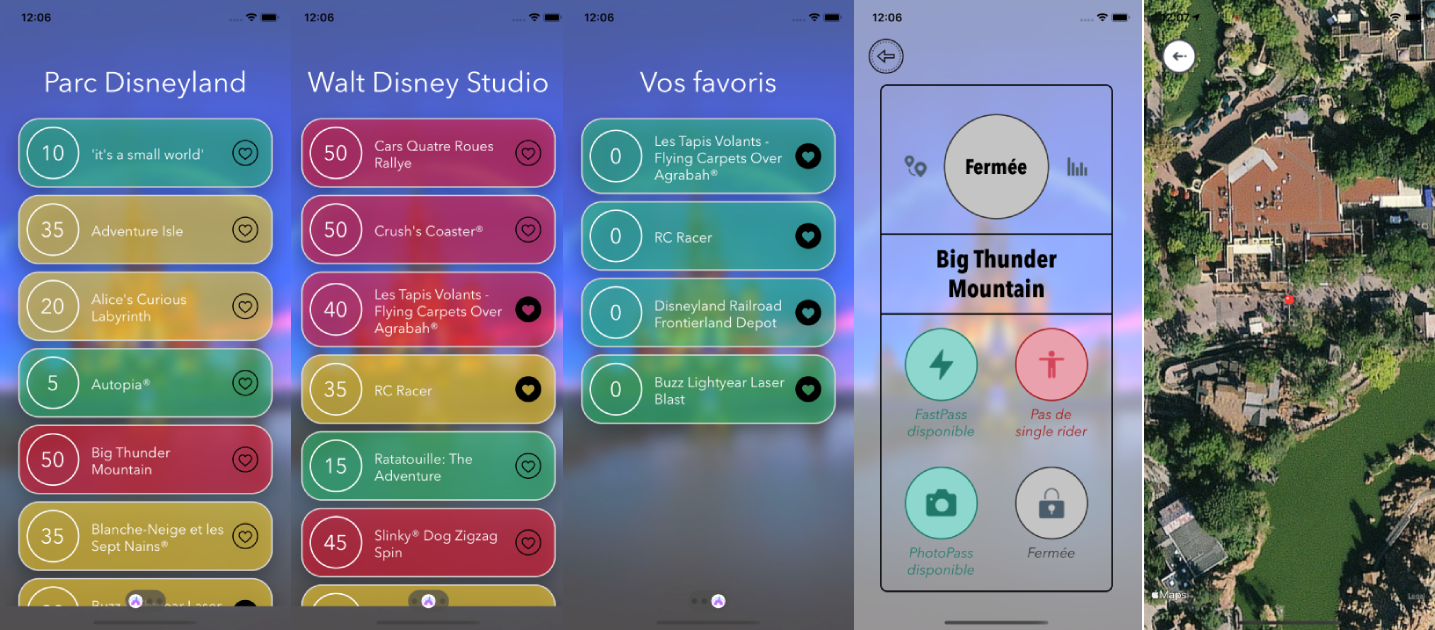 12:06
Parc Disneyland
10
'it's a small world'
35
Adventure Isle
20
Alice's Curious
Labyrinth
5
Autopia®
50
Big Thunder
Mountain
35
Blanche-Neige et les
Sept Nains®
12:06
Walt Disney Studio
50
Cars Quatre Roues
Rallye
50
Crush's Coaster®
40
Les Tapis Volants -
Flying Carpets Over
Agrabah®
35
RC Racer
15
Ratatouille: The
Adventure
45
Slinky® Dog Zigzag
Spin
12:06
Vos favoris
0
Les Tapis Volants -
Flying Carpets Over
Agrabah®
0
RC Racer
0
Disneyland Railroad
Frontierland Depot
0
Buzz Lightyear Laser
Blast
12:06
Fermée
Big Thunder
Mountain
FastPass
disponible
Pas de
single rider
PhotoPass
disponible
Fermée
12:07
Maps
Legal